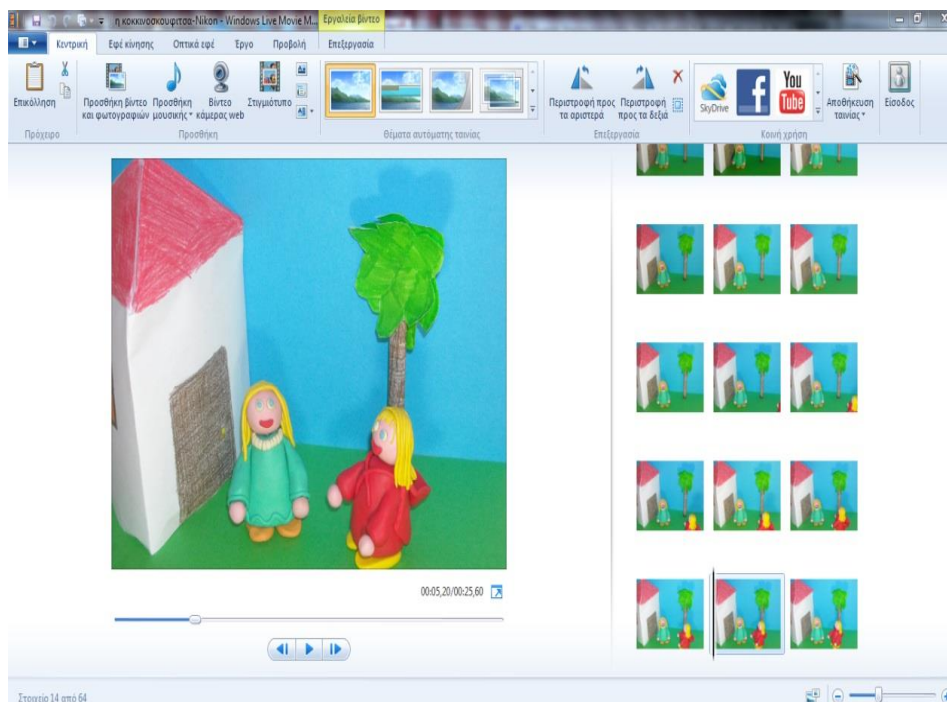 η κοκκινοσκουφιτσα-Nikon - Windows Live Movie M...
Εργαλεία βίντεο
Κεντρική Εφέ κίνησης Οπτικά εφέ Έργο Προβολή Επεξεργασία
Επικόλληση
Προσθήκη βίντεο και φωτογραφιών
Προσθήκη μουσικής
Βίντεο κάμερας web
Στιγμιότυπο
Περιστροφή προς τα αριστερά
Περιστροφή προς τα δεξιά
SkyDrive
f
You Tube
Αποθήκευση ταινίας
Είσοδος
Πρόχειρο Προσθήκη Θέματα αυτόματης ταινίας Επεξεργασία Κοινή χρήση
00:05,20/00:25,60
Στοιχείο 14 από 64